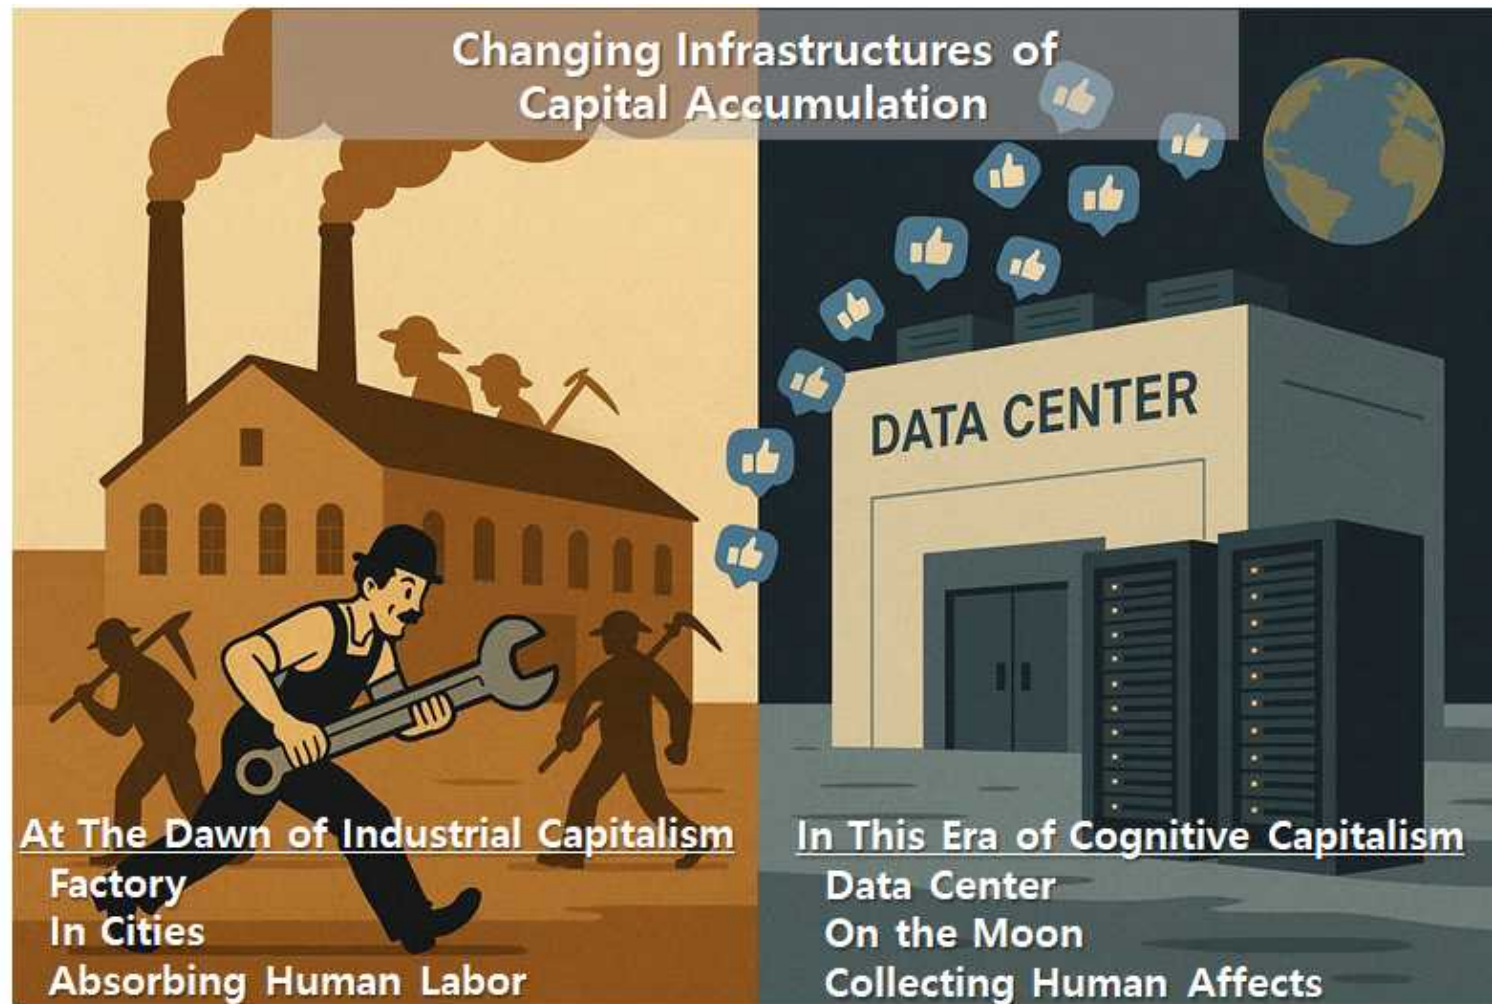 Changing Infrastructures of
Capital Accumulation
DATA CENTER
At The Dawn of Industrial Capitalism
Factory
In Cities
Absorbing Human Labor
In This Era of Cognitive Capitalism
Data Center
On the Moon
Collecting Human Affects